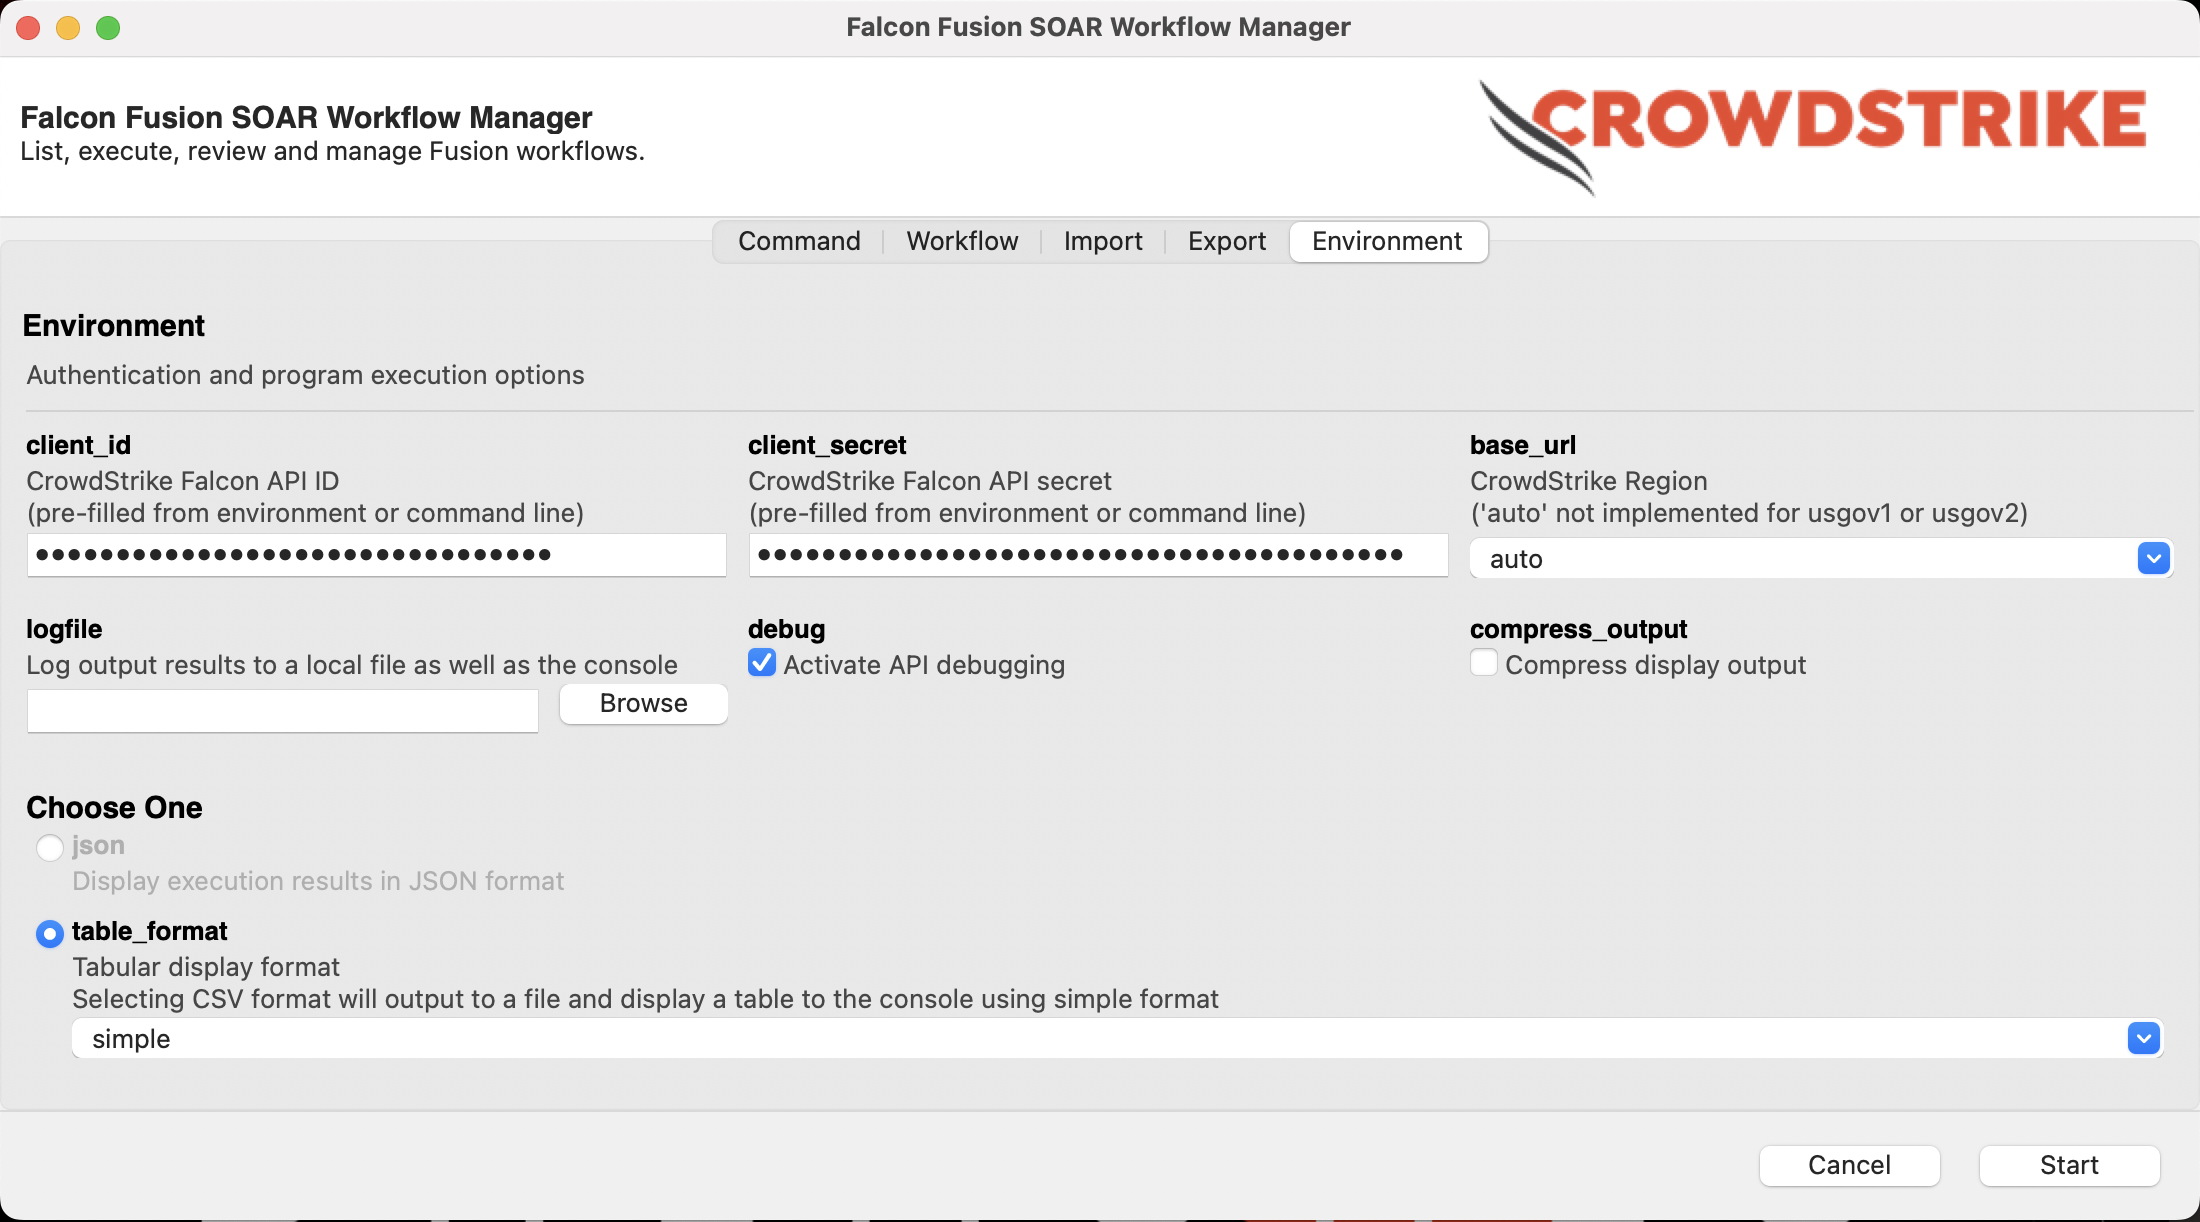 Falcon Fusion SOAR Workflow Manager
Falcon Fusion SOAR Workflow Manager
List, execute, review and manage Fusion workflows.
CROWDSTRIKE
Command
Workflow
Import
Export
Environment
Environment
Authentication and program execution options
client_id
CrowdStrike Falcon API ID
(pre-filled from environment or command line)
●●●●●●●●●●●●●●●●●●●●●●●●●●●●●●●●
client_secret
CrowdStrike Falcon API secret
(pre-filled from environment or command line)
●●●●●●●●●●●●●●●●●●●●●●●●●●●●●●●●●●●●●●●●
base_url
CrowdStrike Region
('auto' not implemented for usgov1 or usgov2)
auto
logfile
Log output results to a local file as well as the console
Browse
debug
Activate API debugging
compress_output
Compress display output
Choose One
json
Display execution results in JSON format
table_format
Tabular display format
Selecting CSV format will output to a file and display a table to the console using simple format
simple
Cancel
Start